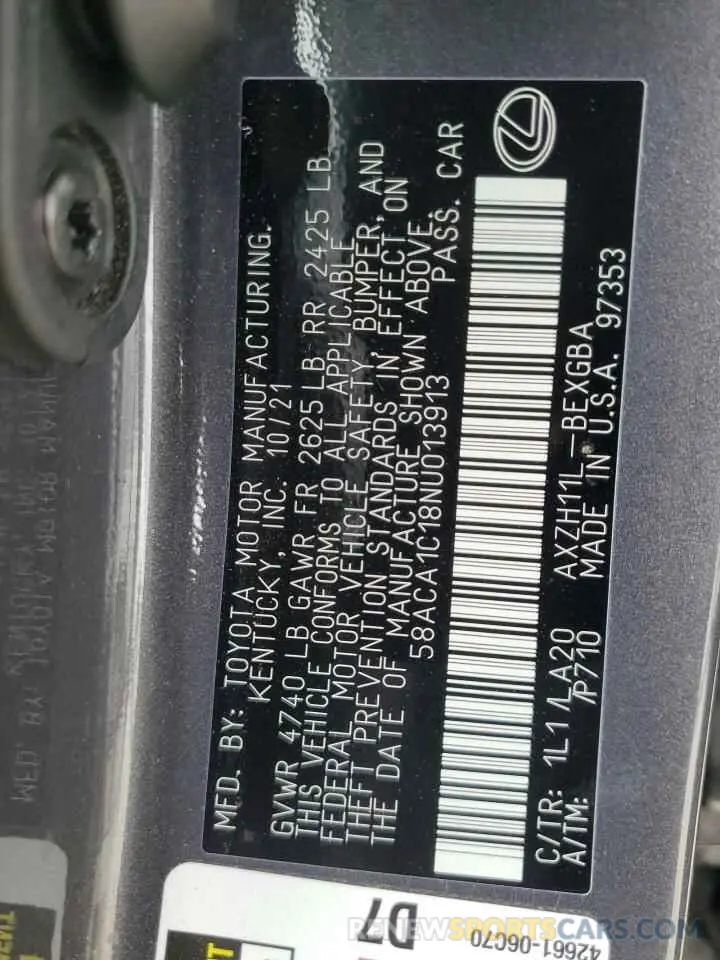 MFD. BY: TOYOTA MOTOR MANUFACTURING.
KENTUCKY, INC. 10/21
GVWR 4740 LB GAWR FR 2625 LB RR 2425 LB
THIS VEHICLE CONFORMS TO ALL APPLICABLE
FEDERAL MOTOR VEHICLE SAFETY, BUMPER, AND
THEFT PREVENTION STANDARDS IN EFFECT ON
THE DATE OF MANUFACTURE SHOWN ABOVE.
58ACA1C18NU013913 PASS. CAR
C/TR: 1L1/LA20 AXZH11L-BEXGBA
A/TM: /P710 MADE IN U.S.A. 97353
D7
42661-06C70
BESTNEWCARSSEARCH.COM